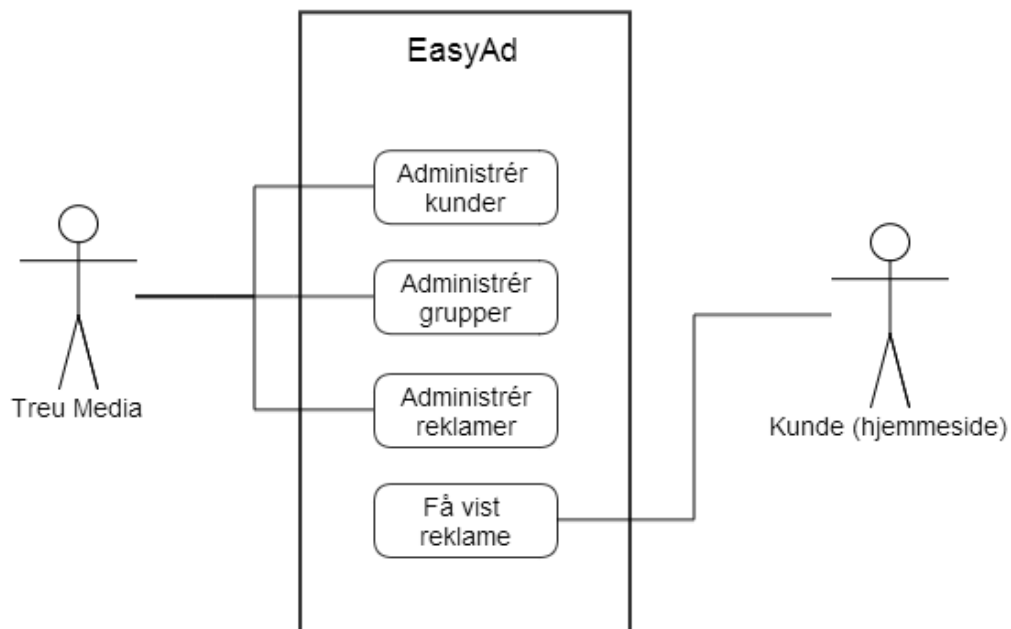 EasyAd
Administrér
kunder
Administrér
grupper
Administrér
reklamer
Få vist
reklame
Treu Media
Kunde (hjemmeside)